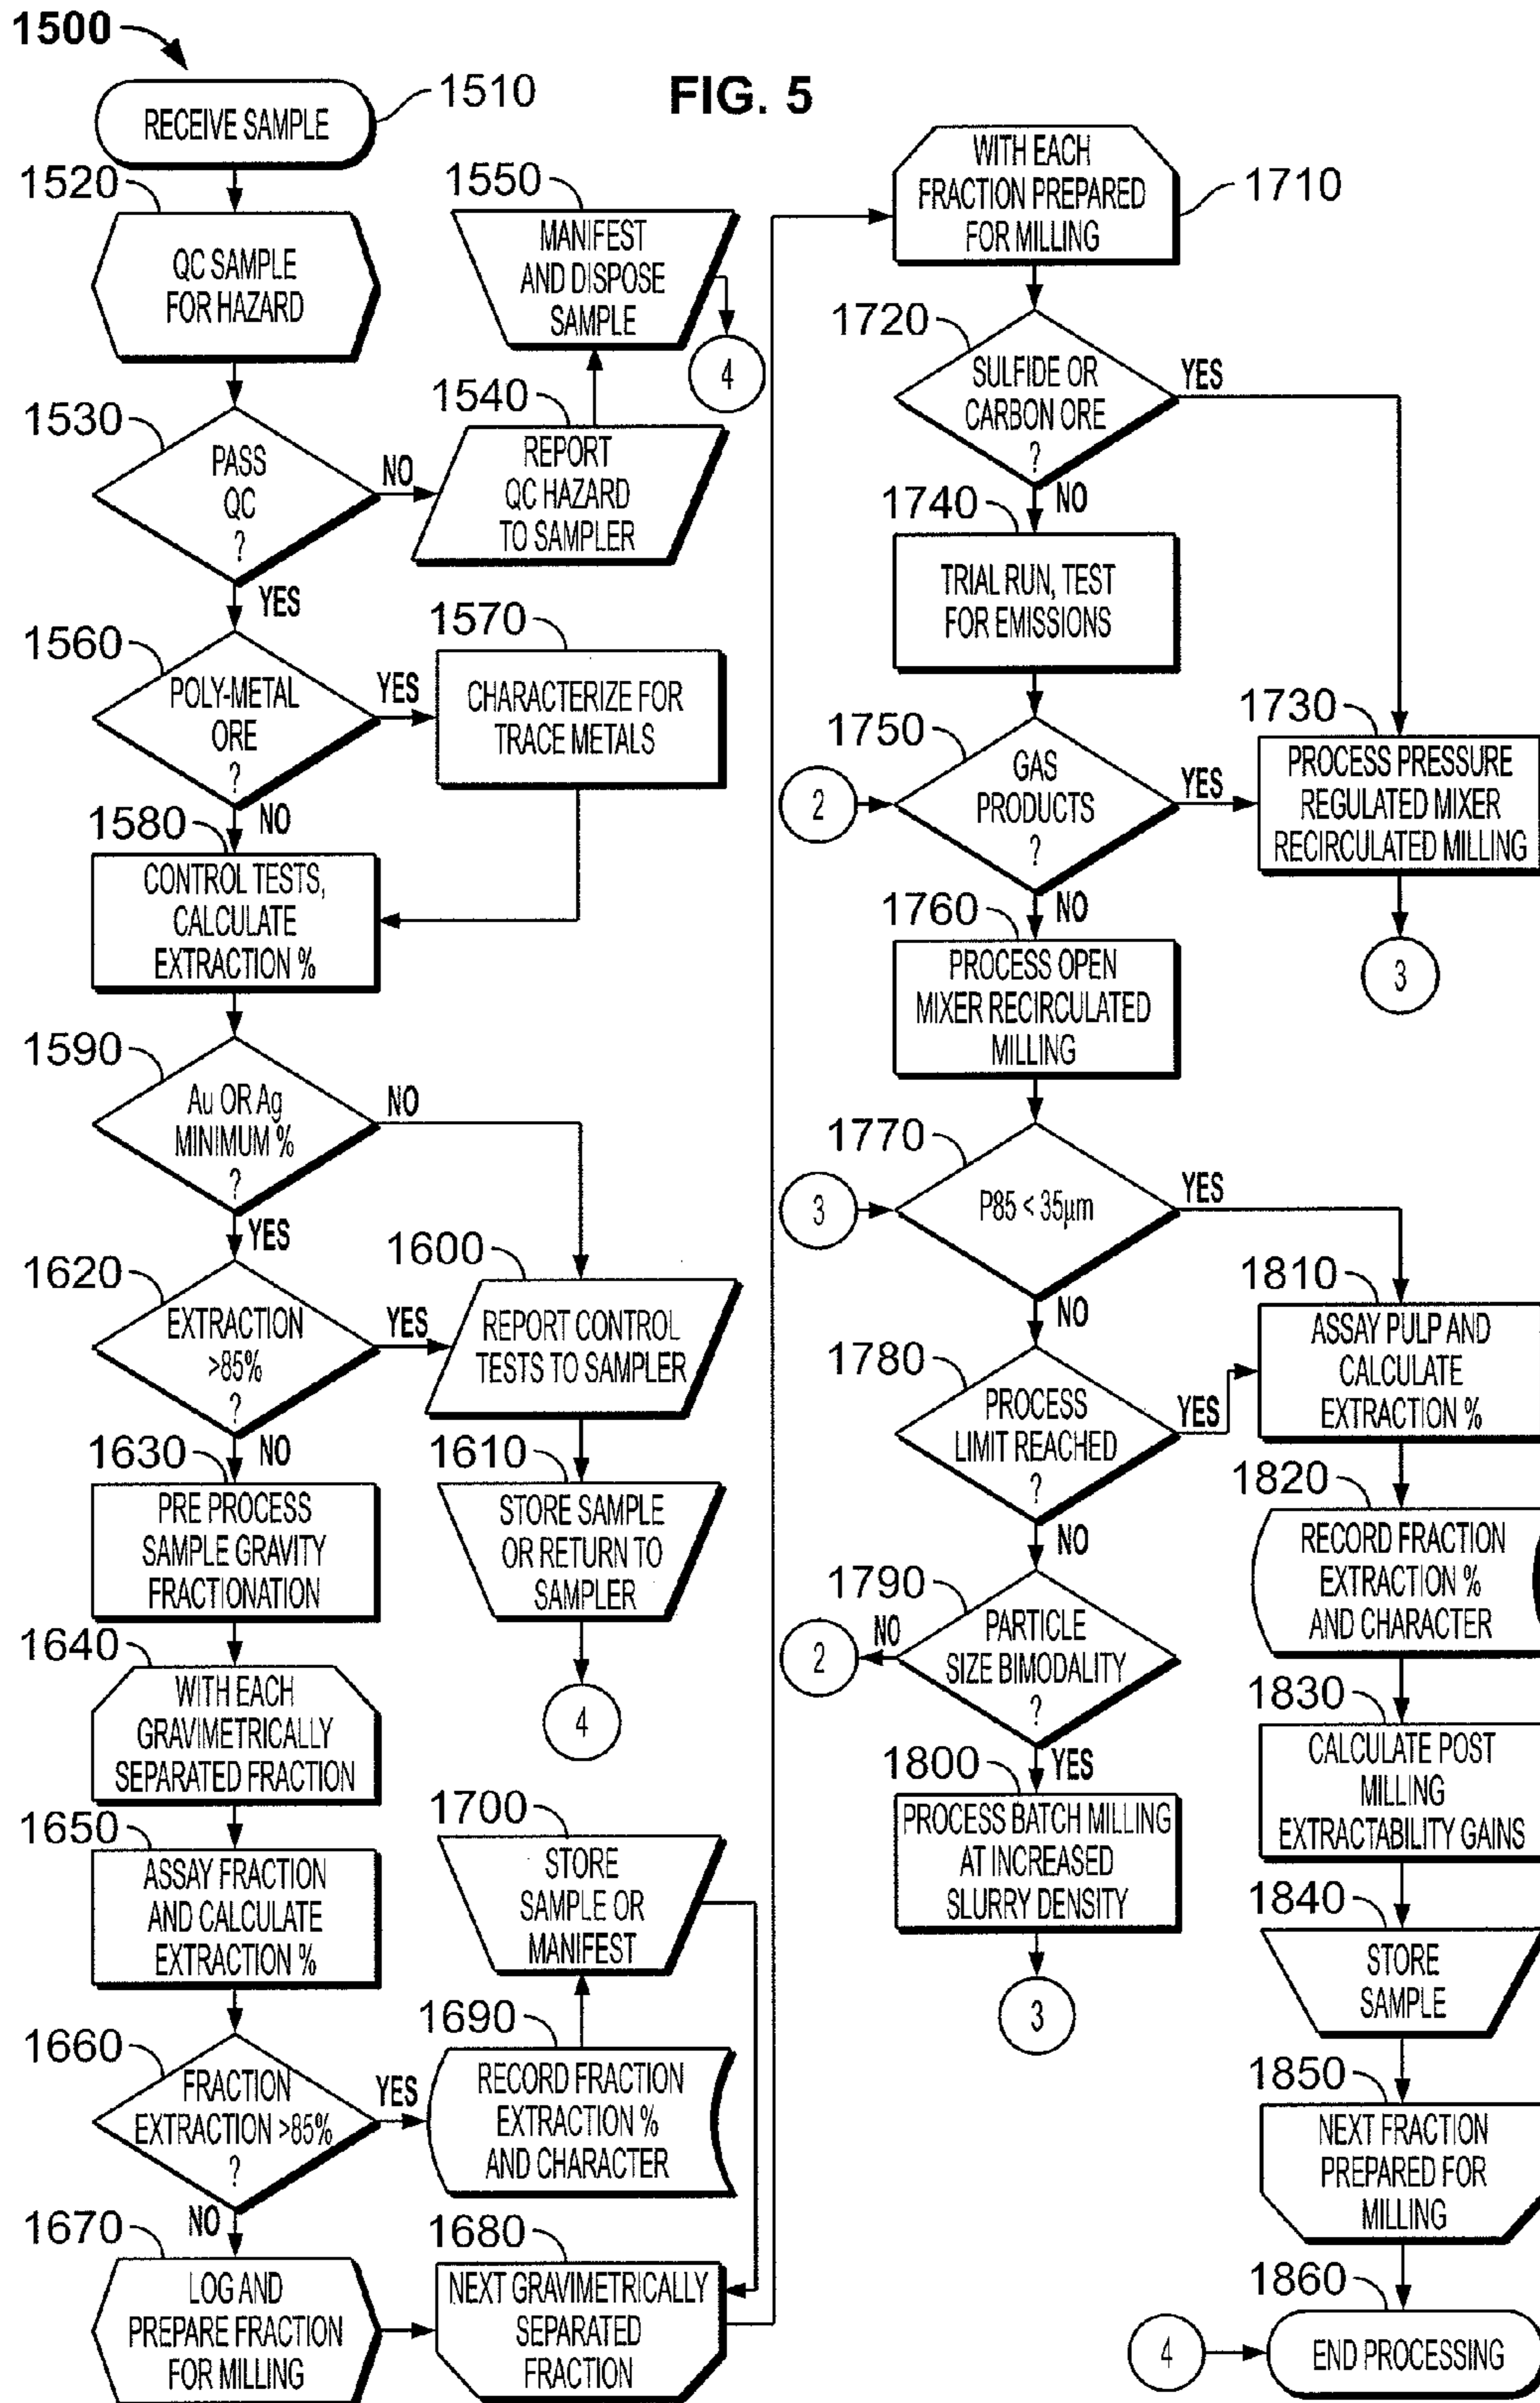 1500
FIG. 5
RECEIVE SAMPLE
1510
1520
QC SAMPLE
FOR HAZARD
1530
PASS
QC
?
NO
YES
1540
REPORT
QC HAZARD
TO SAMPLER
1550
MANIFEST
AND DISPOSE
SAMPLE
4
1560
POLY-METAL
ORE
?
YES
NO
1570
CHARACTERIZE FOR
TRACE METALS
1580
CONTROL TESTS,
CALCULATE
EXTRACTION %
1590
Au OR Ag
MINIMUM %
?
NO
YES
1600
REPORT CONTROL
TESTS TO SAMPLER
1610
STORE SAMPLE
OR RETURN TO
SAMPLER
4
1620
EXTRACTION
>85%
?
YES
NO
1630
PRE PROCESS
SAMPLE GRAVITY
FRACTIONATION
1640
WITH EACH
GRAVIMETRICALLY
SEPARATED FRACTION
1650
ASSAY FRACTION
AND CALCULATE
EXTRACTION %
1660
FRACTION
EXTRACTION >85%
?
YES
NO
1670
LOG AND
PREPARE FRACTION
FOR MILLING
1680
NEXT GRAVIMETRICALLY
SEPARATED
FRACTION
1690
RECORD FRACTION
EXTRACTION %
AND CHARACTER
1700
STORE
SAMPLE OR
MANIFEST
WITH EACH
FRACTION PREPARED
FOR MILLING
1710
1720
SULFIDE OR
CARBON ORE
?
YES
NO
1730
PROCESS PRESSURE
REGULATED MIXER
RECIRCULATED MILLING
3
1740
TRIAL RUN, TEST
FOR EMISSIONS
1750
2
GAS
PRODUCTS
?
YES
NO
1760
PROCESS OPEN
MIXER RECIRCULATED
MILLING
1770
3
P85 < 35µm
YES
NO
1780
PROCESS
LIMIT REACHED
?
YES
NO
1790
2
NO
PARTICLE
SIZE BIMODALITY
?
YES
1800
PROCESS BATCH MILLING
AT INCREASED
SLURRY DENSITY
3
1810
ASSAY PULP AND
CALCULATE
EXTRACTION %
1820
RECORD FRACTION
EXTRACTION %
AND CHARACTER
1830
CALCULATE POST
MILLING
EXTRACTABILITY GAINS
1840
STORE
SAMPLE
1850
NEXT FRACTION
PREPARED FOR
MILLING
1860
4
END PROCESSING